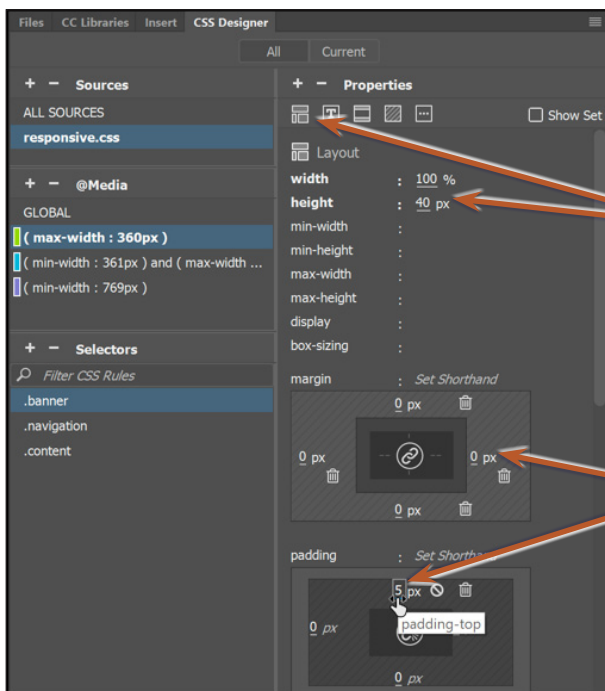 Files CC Libraries Insert CSS Designer
All Current
+ − Sources
ALL SOURCES
responsive.css
+ − @Media
GLOBAL
( max-width : 360px )
( min-width : 361px ) and ( max-width ...
( min-width : 769px )
+ − Selectors
Filter CSS Rules
.banner
.navigation
.content
+ − Properties
T Show Set
Layout
width : 100 %
height : 40 px
min-width :
min-height :
max-width :
max-height :
display :
box-sizing :
margin : Set Shorthand
0 px
0 px 0 px
0 px
padding : Set Shorthand
5 px
padding-top
0 px
0 px